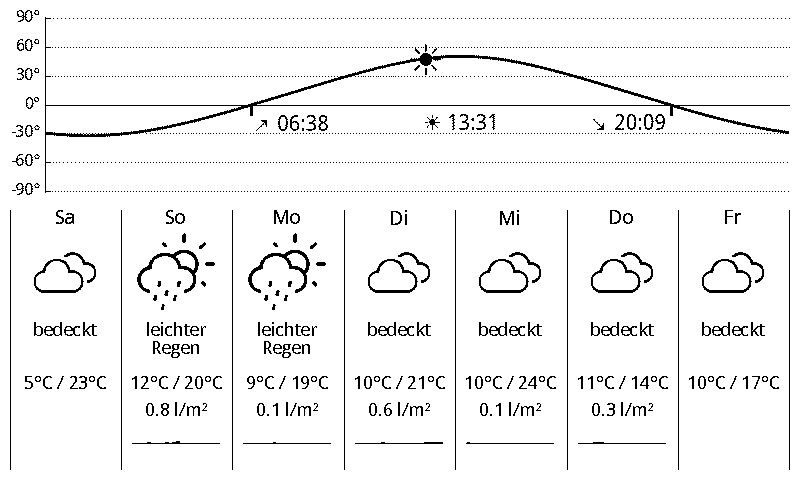 90°
60°
30°
0°
-30°
-60°
-90°
↗ 06:38 ☀ 13:31 ↘ 20:09
Sa So Mo Di Mi Do Fr
bedeckt leichter Regen leichter Regen bedeckt bedeckt bedeckt bedeckt
5°C / 23°C 12°C / 20°C 9°C / 19°C 10°C / 21°C 10°C / 24°C 11°C / 14°C 10°C / 17°C
0.8 l/m² 0.1 l/m² 0.6 l/m² 0.1 l/m² 0.3 l/m²